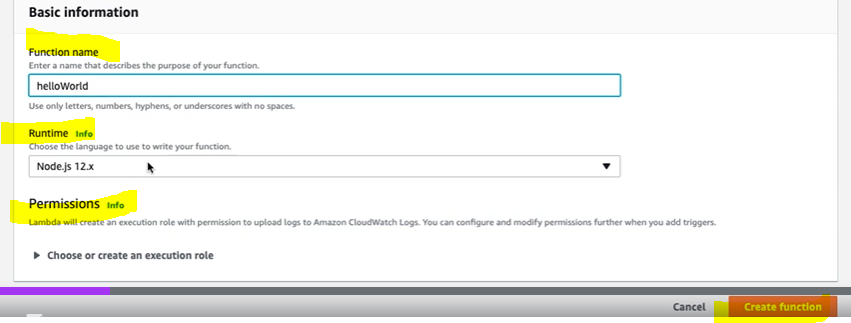 Basic information
Function name
Enter a name that describes the purpose of your function.
helloWorld
Use only letters, numbers, hyphens, or underscores with no spaces.
Runtime Info
Choose the language to use to write your function.
Node.js 12.x
Permissions Info
Lambda will create an execution role with permission to upload logs to Amazon CloudWatch Logs. You can configure and modify permissions further when you add triggers.
Choose or create an execution role
Cancel Create function